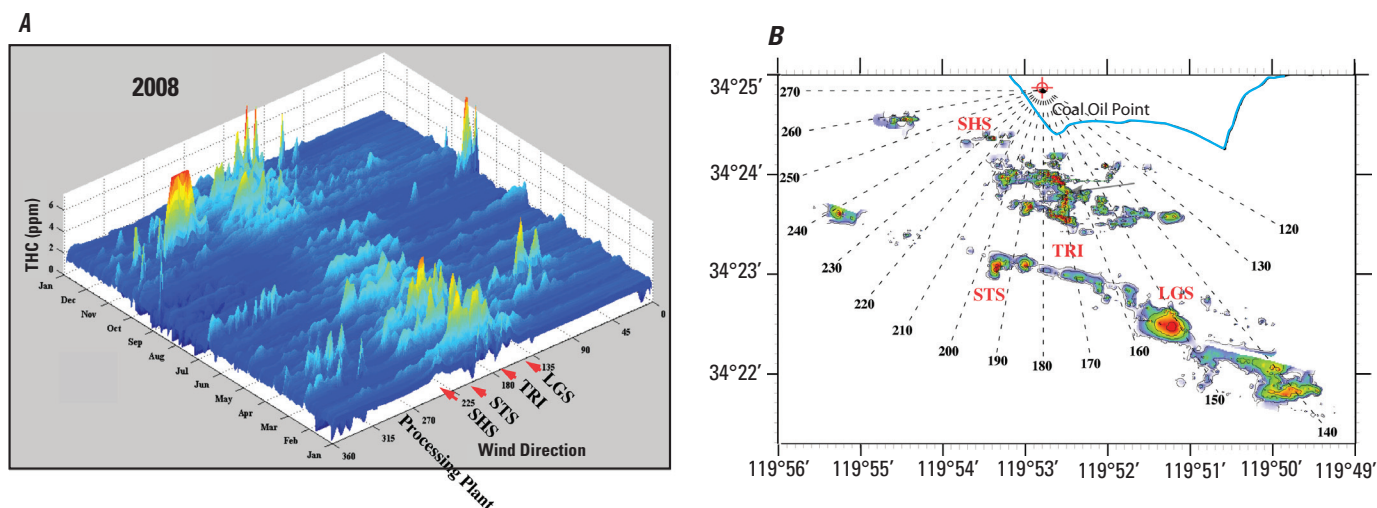 A
2008
THC (ppm)
6
4
2
0
Jan
Dec
Nov
Oct
Sep
Aug
Jul
Jun
May
Apr
Mar
Feb
Jan
360
315
270
225
180
135
90
45
0
Processing Plant
SHS
STS
TRI
LGS
Wind Direction
B
34°25′
34°24′
34°23′
34°22′
270
260
250
240
230
220
210
200
190
180
170
160
150
140
130
120
Coal Oil Point
SHS
TRI
STS
LGS
119°56′ 119°55′ 119°54′ 119°53′ 119°52′ 119°51′ 119°50′ 119°49′